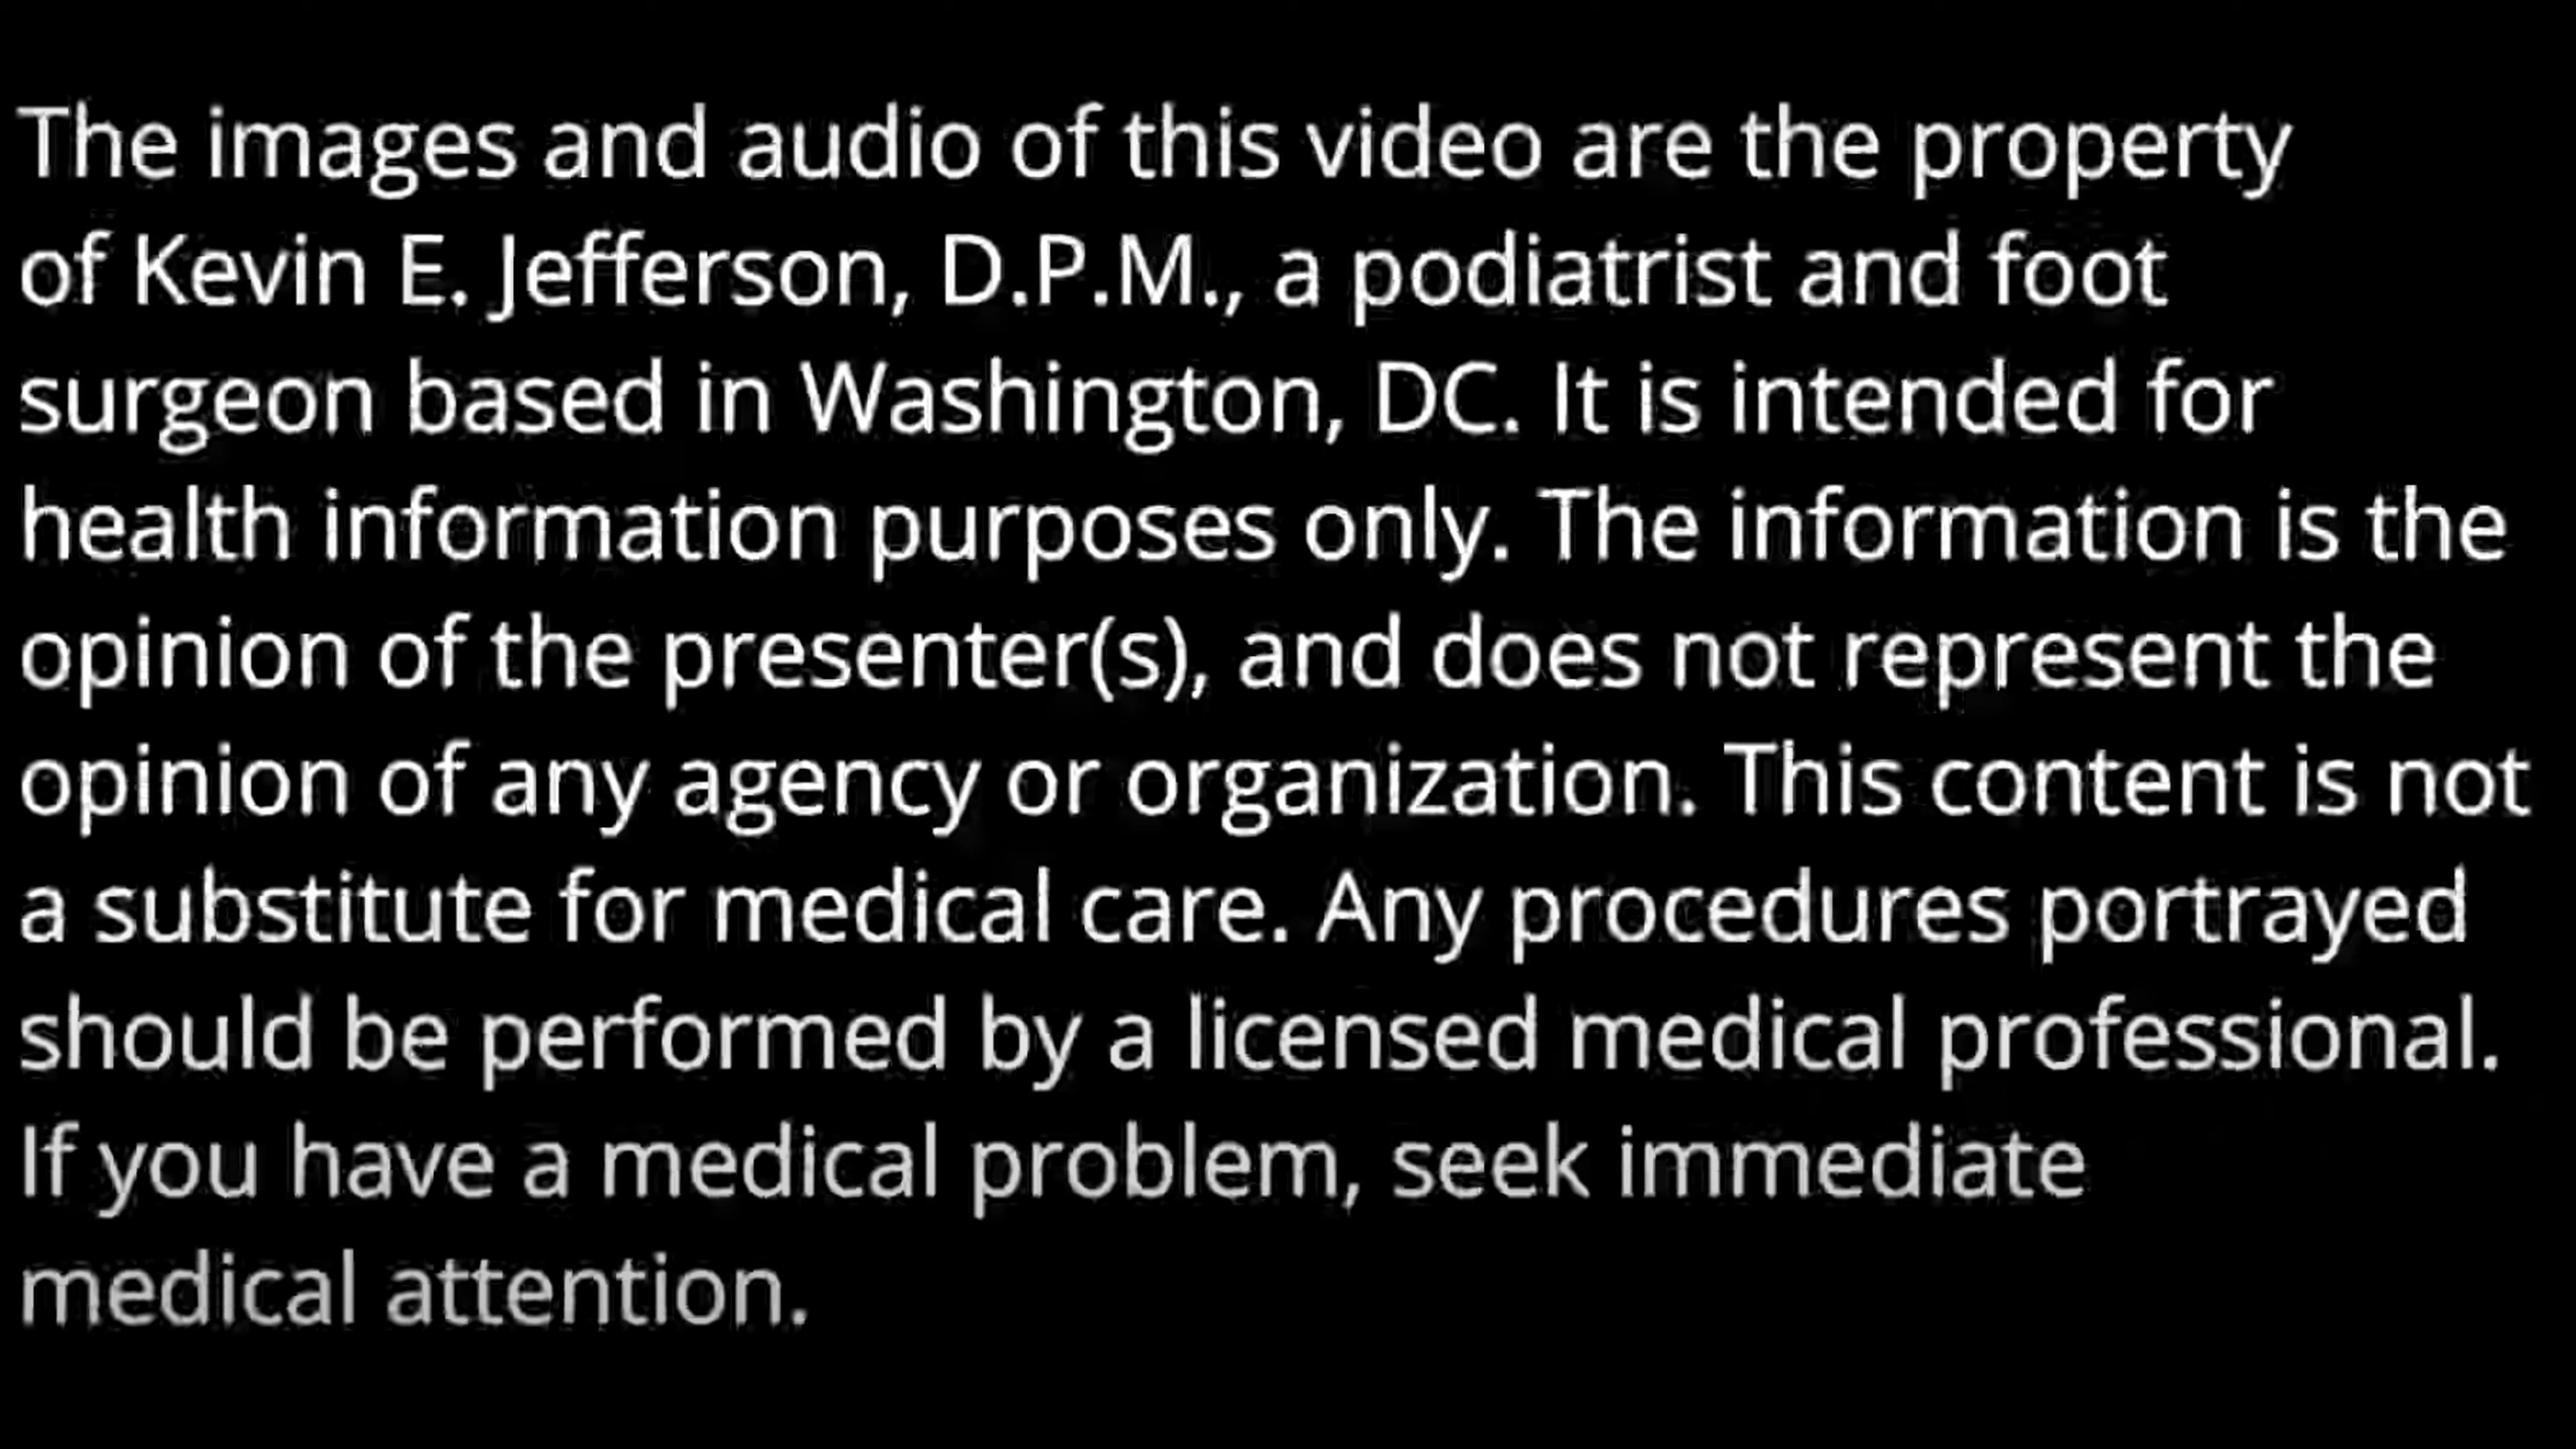 The images and audio of this video are the property
of Kevin E. Jefferson, D.P.M., a podiatrist and foot
surgeon based in Washington, DC. It is intended for
health information purposes only. The information is the
opinion of the presenter(s), and does not represent the
opinion of any agency or organization. This content is not
a substitute for medical care. Any procedures portrayed
should be performed by a licensed medical professional.
If you have a medical problem, seek immediate
medical attention.